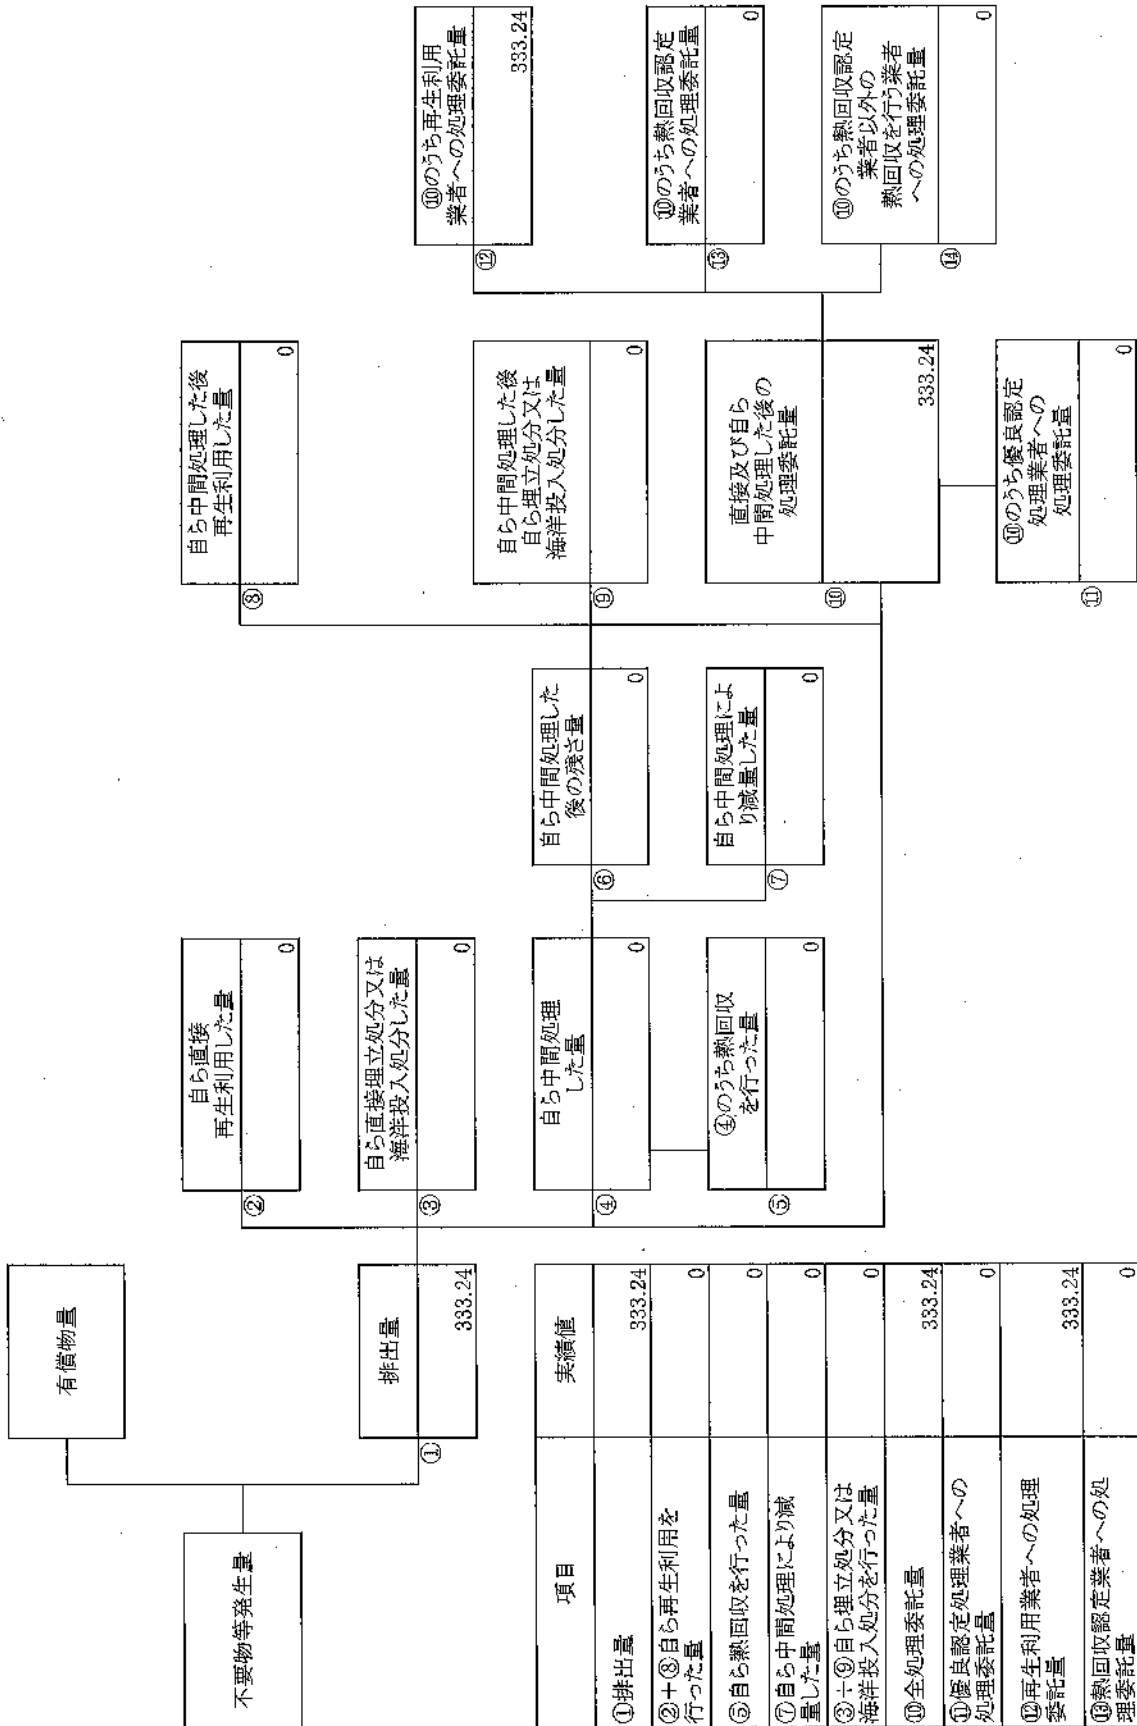 不要物等発生量
有償物量
排出量
①
333.24
自ら直接
再生利用した量
②
0
自ら直接埋立処分又は
海洋投入処分した量
③
0
自ら中間処理
した量
④
0
④のうち熱回収
を行った量
⑤
0
自ら中間処理した
後の残さ量
⑥
0
自ら中間処理によ
り減量した量
⑦
0
自ら中間処理した後
再生利用した量
⑧
0
自ら中間処理した後
自ら埋立処分又は
海洋投入処分した量
⑨
0
直接及び自ら
中間処理した後の
処理委託量
⑩
333.24
⑩のうち優良認定
処理業者への
処理委託量
⑪
0
⑩のうち再生利用
業者への処理委託量
⑫
333.24
⑩のうち熱回収認定
業者への処理委託量
⑬
0
⑩のうち熱回収認定
業者以外の
熱回収を行う業者
への処理委託量
⑭
0
項目 実績値
①排出量 333.24
②+⑧自ら再生利用を
行った量 0
⑤自ら熱回収を行った量 0
⑦自ら中間処理により減
量した量 0
③+⑨自ら埋立処分又は
海洋投入処分を行った量 0
⑩全処理委託量 333.24
⑪優良認定処理業者への
処理委託量 0
⑫再生利用業者への処理
委託量 333.24
⑬熱回収認定業者への処
理委託量 0